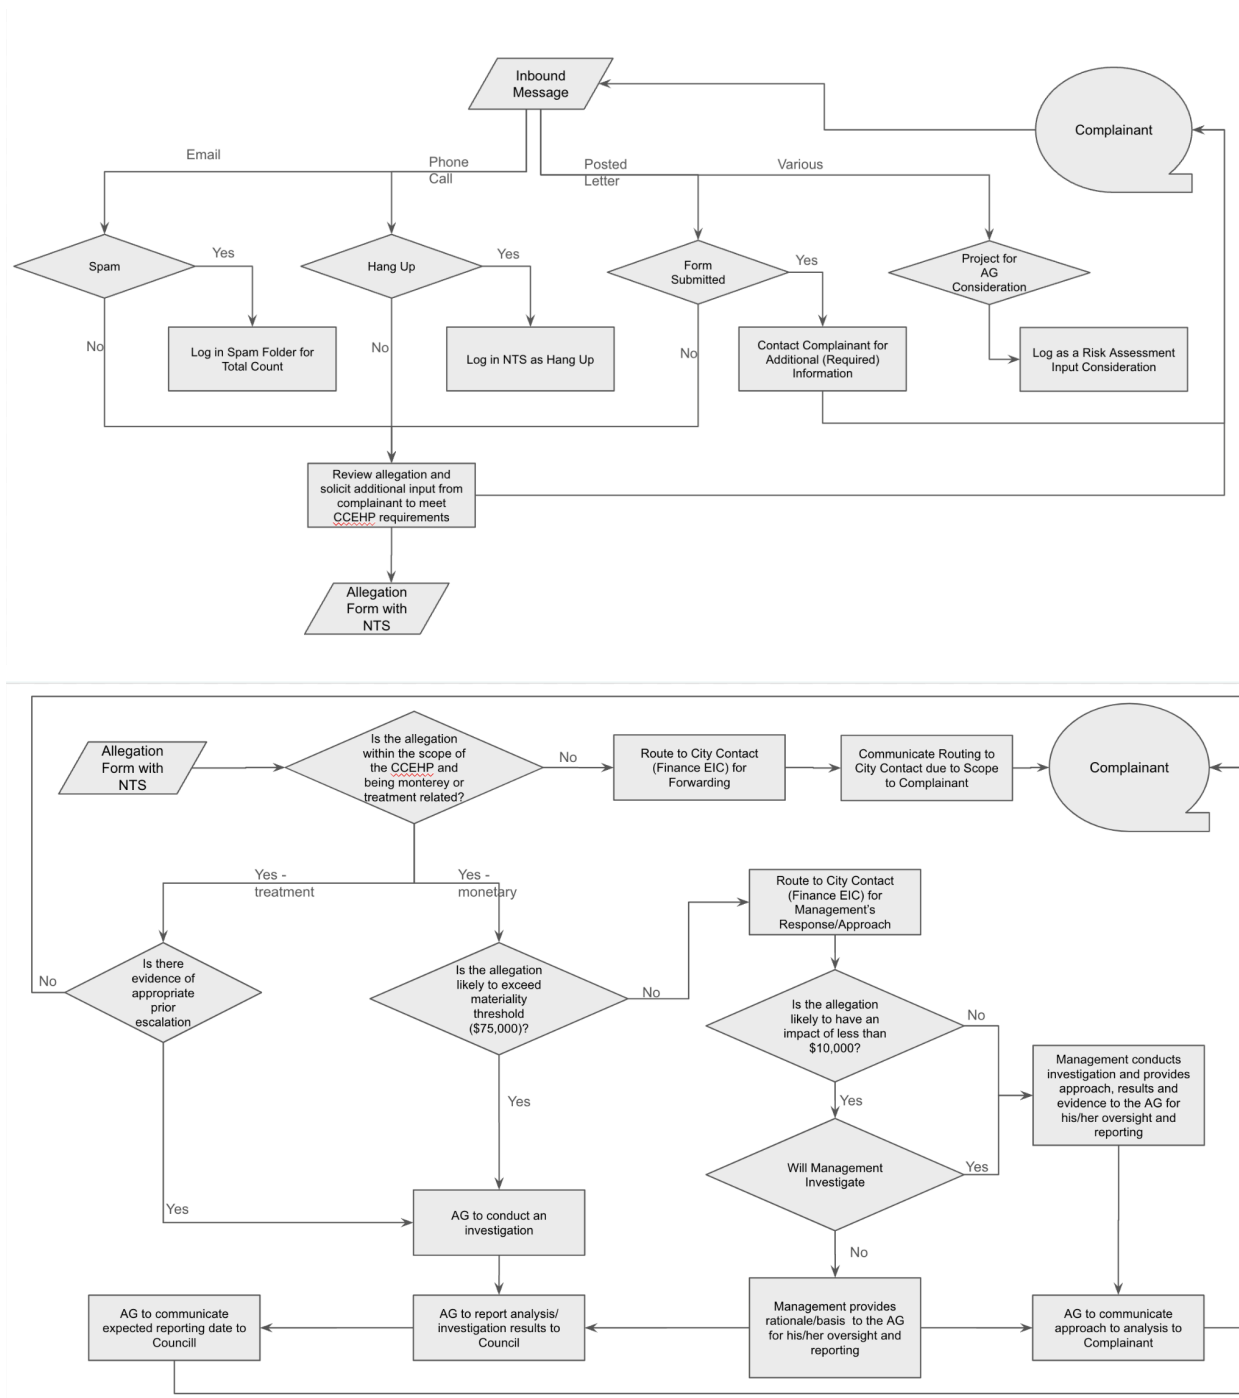 Inbound
Message
Complainant
Email
Phone
Call
Posted
Letter
Various
Spam
Yes
Hang Up
Yes
Form
Submitted
Yes
Project for
AG
Consideration
No
Log in Spam Folder for
Total Count
No
Log in NTS as Hang Up
No
Contact Complainant for
Additional (Required)
Information
Log as a Risk Assessment
Input Consideration
Review allegation and
solicit additional input from
complainant to meet
CCEHP requirements
Allegation
Form with
NTS
Allegation
Form with
NTS
Is the allegation
within the scope of
the CCEHP and
being monterey or
treatment related?
No
Route to City Contact
(Finance EIC) for
Forwarding
Communicate Routing to
City Contact due to Scope
to Complainant
Complainant
Yes -
treatment
Yes -
monetary
Route to City Contact
(Finance EIC) for
Management's
Response/Approach
No
Is there
evidence of
appropriate
prior
escalation
Is the allegation
likely to exceed
materiality
threshold
($75,000)?
No
Is the allegation
likely to have an
impact of less than
$10,000?
No
Management conducts
investigation and provides
approach, results and
evidence to the AG for
his/her oversight and
reporting
Yes
Yes
Will Management
Investigate
Yes
Yes
AG to conduct an
investigation
No
AG to communicate
expected reporting date to
Councill
AG to report analysis/
investigation results to
Council
Management provides
rationale/basis to the AG
for his/her oversight and
reporting
AG to communicate
approach to analysis to
Complainant